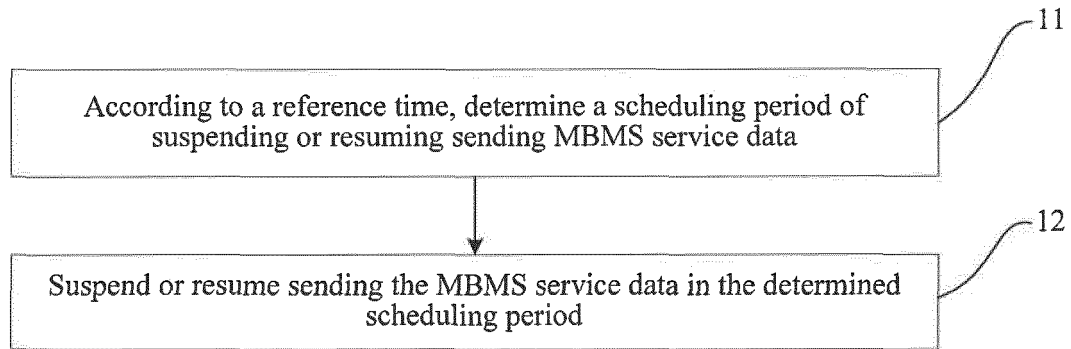 11
According to a reference time, determine a scheduling period of
suspending or resuming sending MBMS service data
12
Suspend or resume sending the MBMS service data in the determined
scheduling period